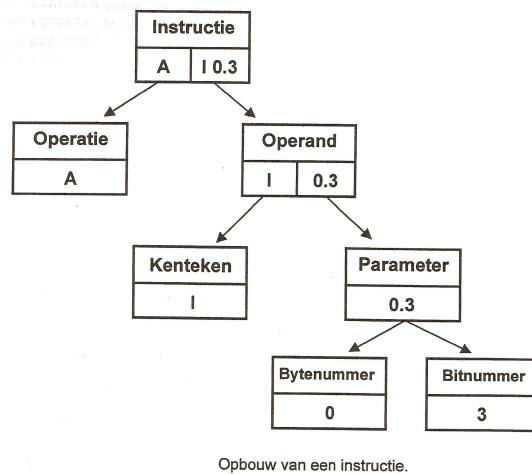 Instructie
A I 0.3
Operatie
A
Operand
I 0.3
Kenteken
I
Parameter
0.3
Bytenummer
0
Bitnummer
3
Opbouw van een instructie.